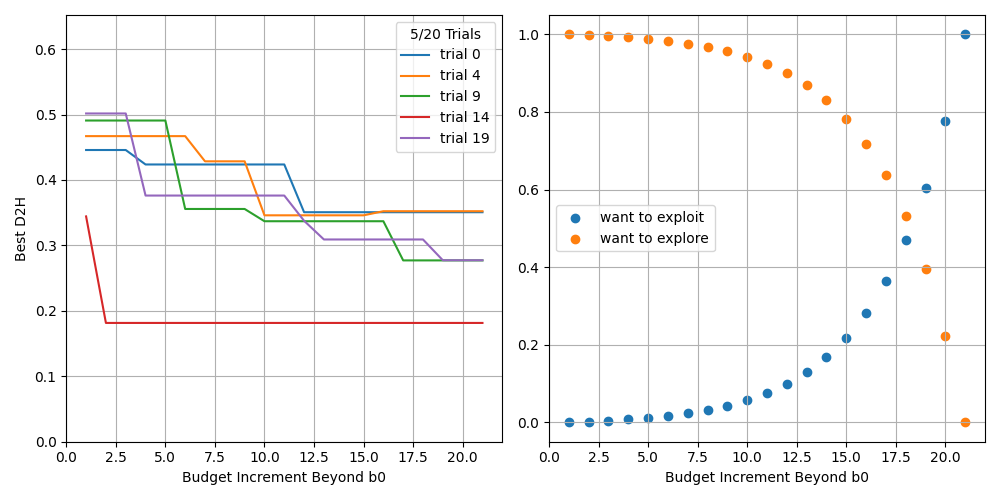 5/20 Trials
trial 0
trial 4
trial 9
trial 14
trial 19
0.6
0.5
0.4
0.3
0.2
0.1
0.0
Best D2H
0.0 2.5 5.0 7.5 10.0 12.5 15.0 17.5 20.0
Budget Increment Beyond b0
1.0
0.8
0.6
0.4
0.2
0.0
want to exploit
want to explore
0.0 2.5 5.0 7.5 10.0 12.5 15.0 17.5 20.0
Budget Increment Beyond b0